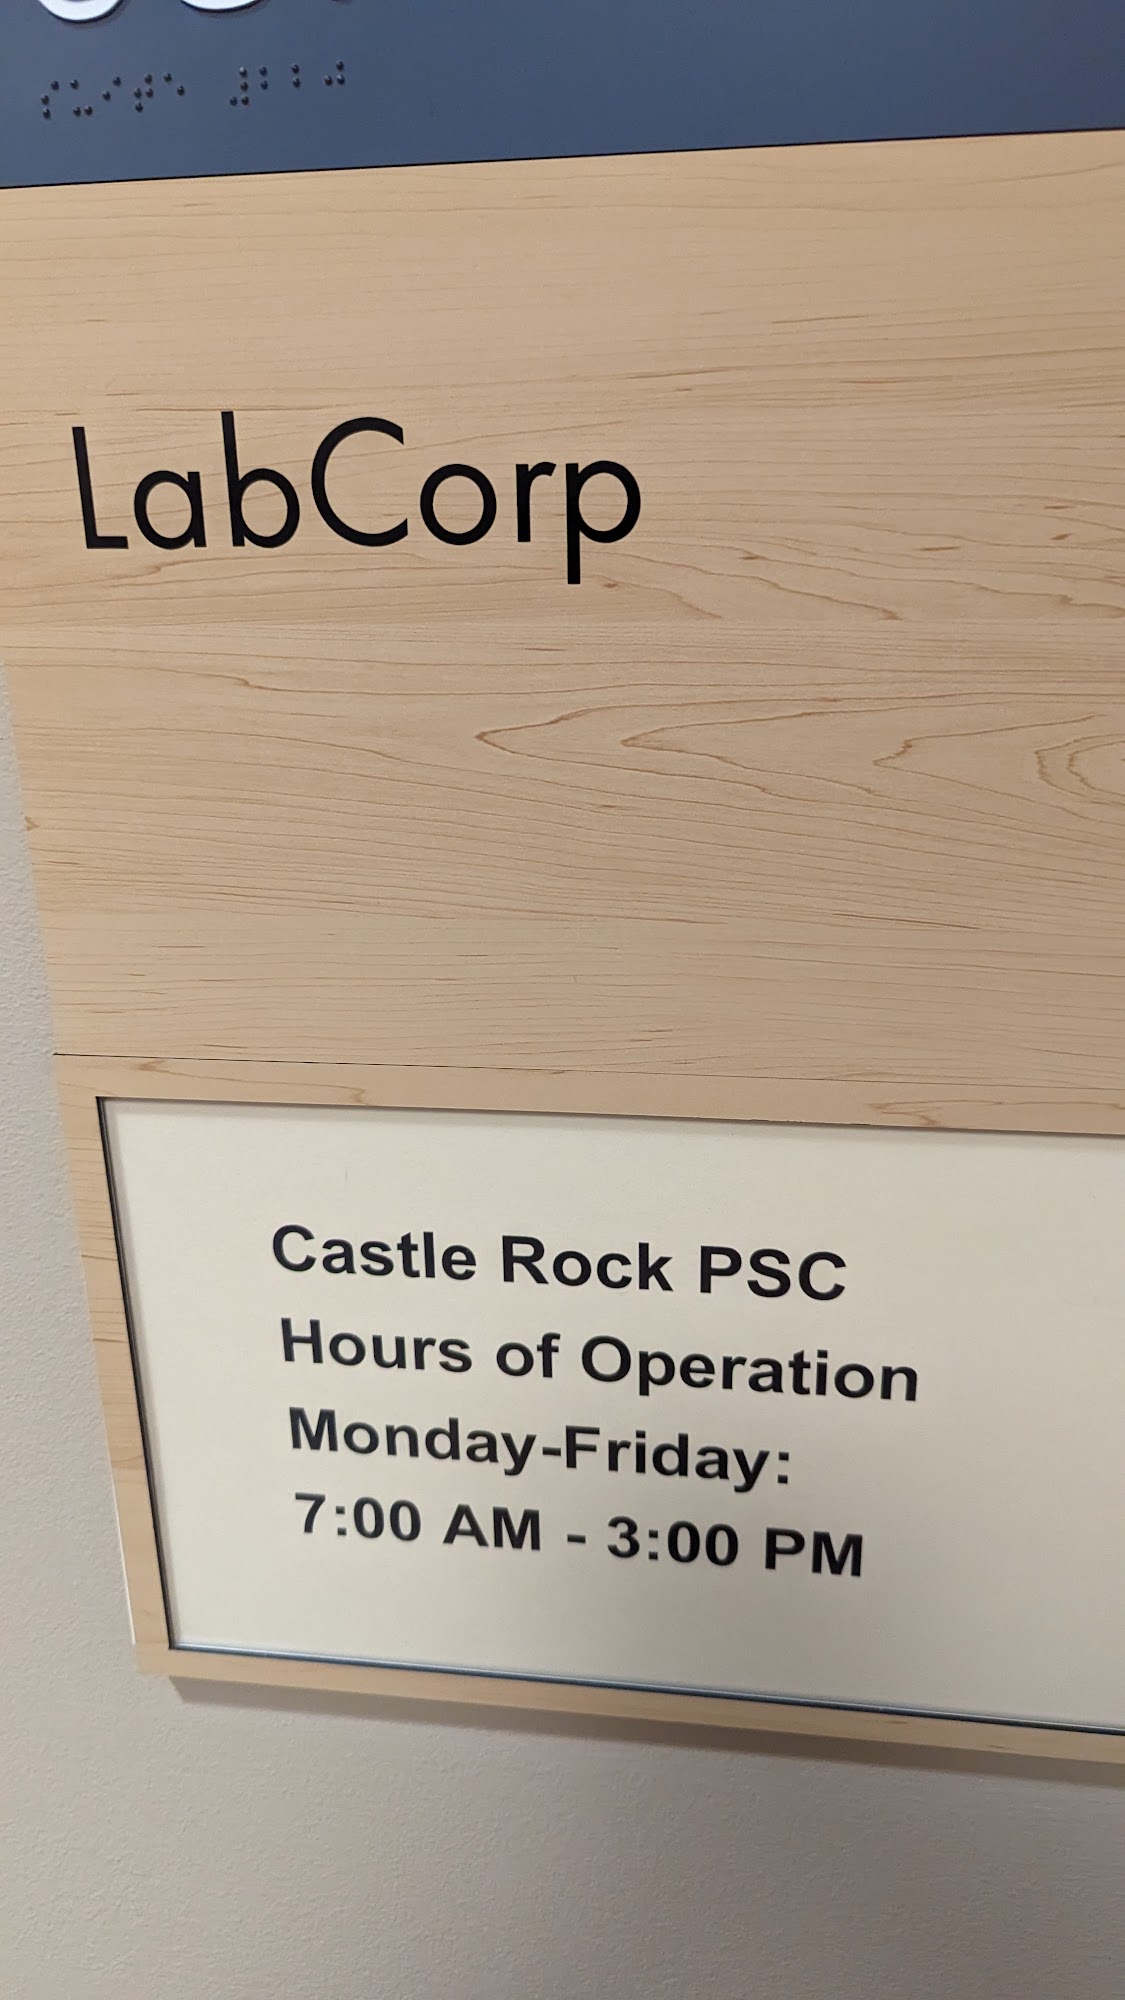 LabCorp
Castle Rock PSC
Hours of Operation
Monday-Friday:
7:00 AM - 3:00 PM